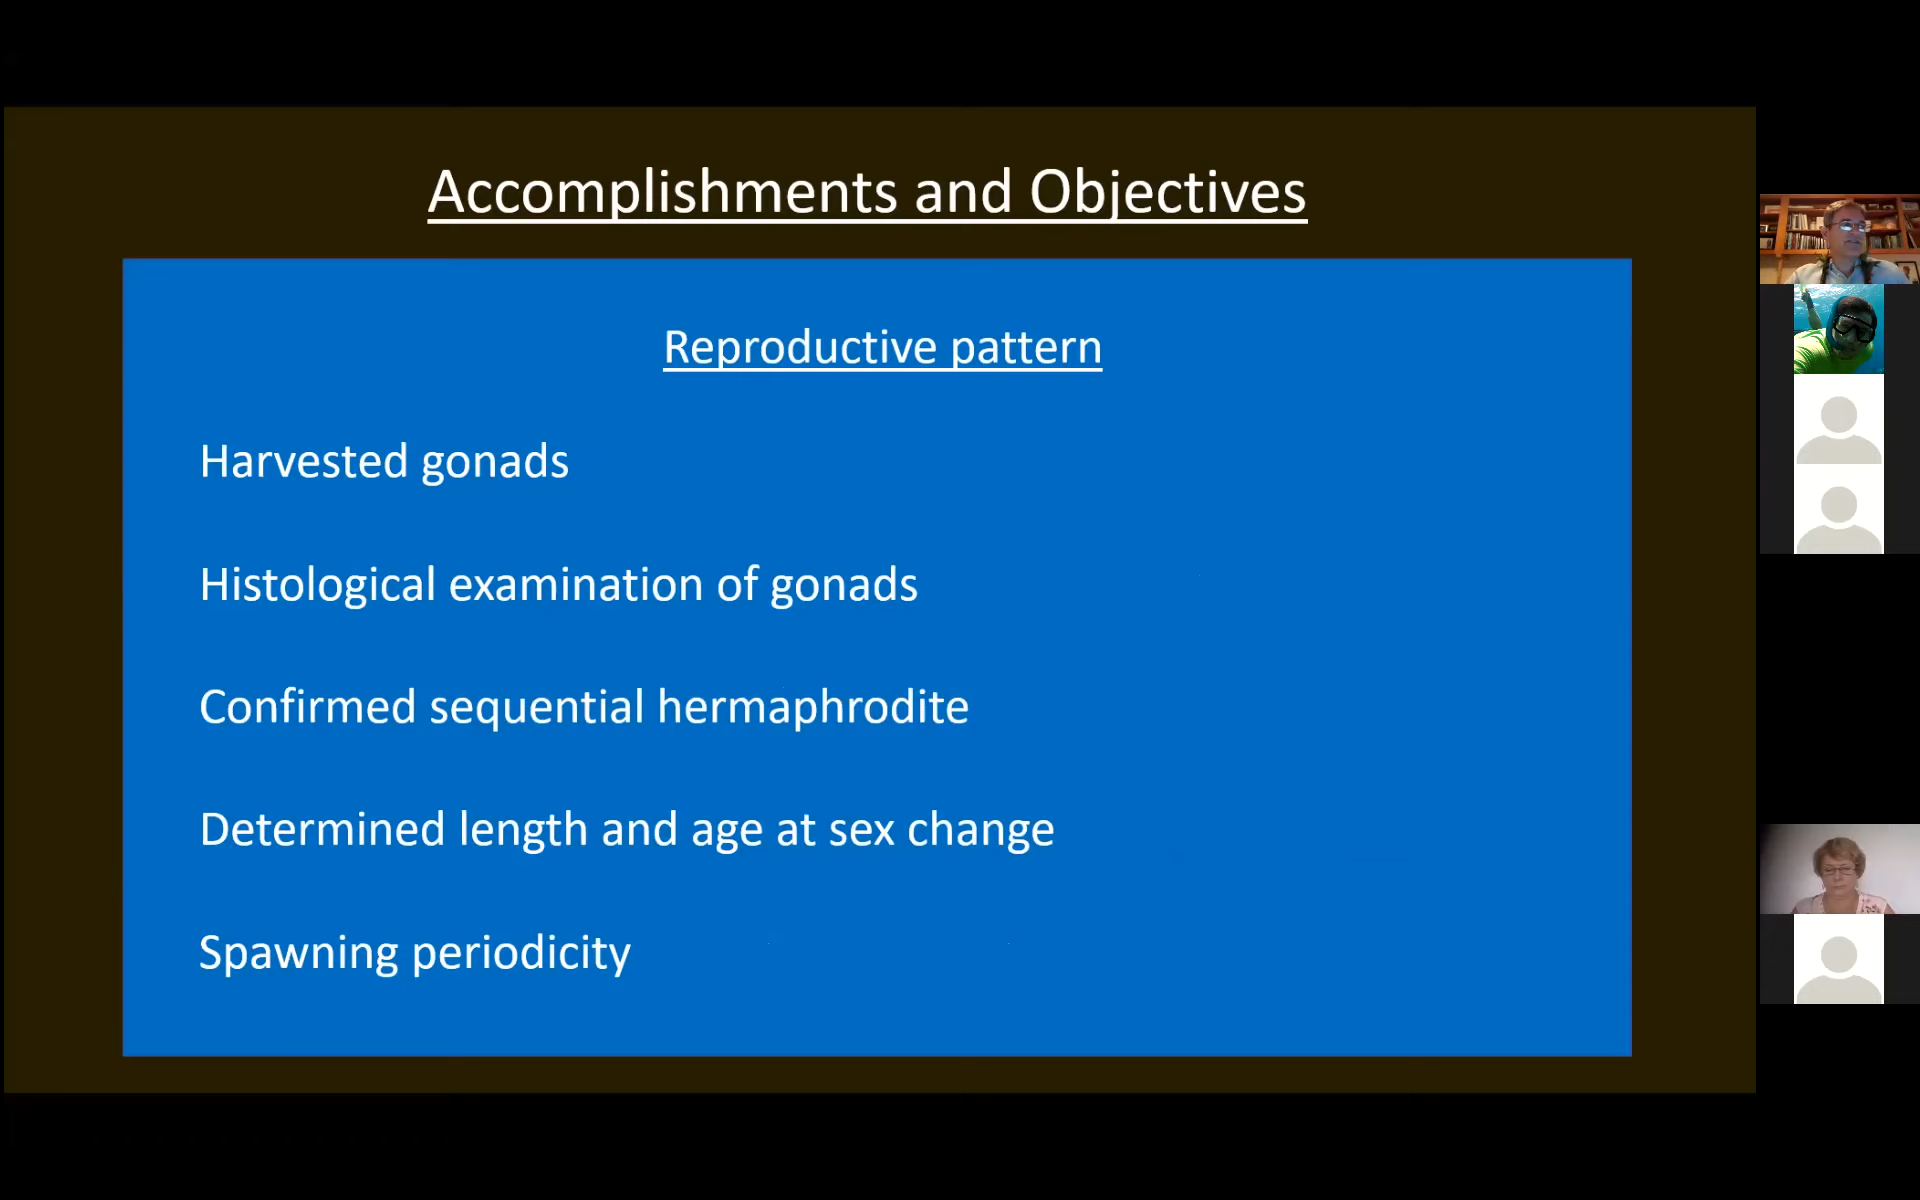 Accomplishments and Objectives
Reproductive pattern
Harvested gonads
Histological examination of gonads
Confirmed sequential hermaphrodite
Determined length and age at sex change
Spawning periodicity